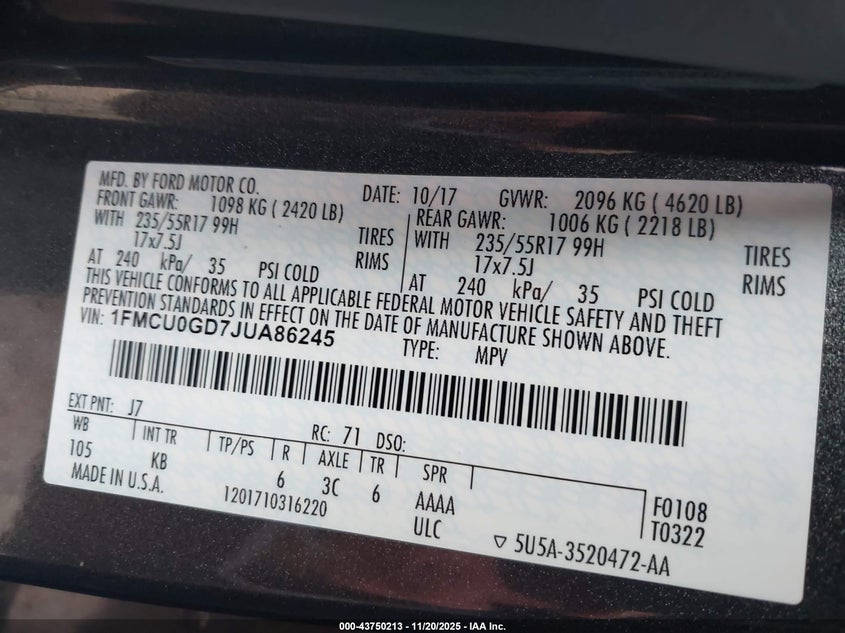 MFD. BY FORD MOTOR CO. DATE: 10/17 GVWR: 2096 KG ( 4620 LB)
FRONT GAWR: 1098 KG ( 2420 LB) REAR GAWR: 1006 KG ( 2218 LB)
WITH 235/55R17 99H TIRES WITH 235/55R17 99H TIRES
17x7.5J RIMS 17x7.5J RIMS
AT 240 kPa/ 35 PSI COLD AT 240 kPa/ 35 PSI COLD
THIS VEHICLE CONFORMS TO ALL APPLICABLE FEDERAL MOTOR VEHICLE SAFETY AND THEFT
PREVENTION STANDARDS IN EFFECT ON THE DATE OF MANUFACTURE SHOWN ABOVE.
VIN: 1FMCU0GD7JUA86245 TYPE: MPV
EXT PNT: J7 RC: 71 DSO:
WB INT TR TP/PS R AXLE TR SPR
105 KB 6 3C 6 AAAA F0108
MADE IN U.S.A. 1201710316220 ULC T0322
▽ 5U5A-3520472-AA
000-43750213 - 11/20/2025 - IAA Inc.